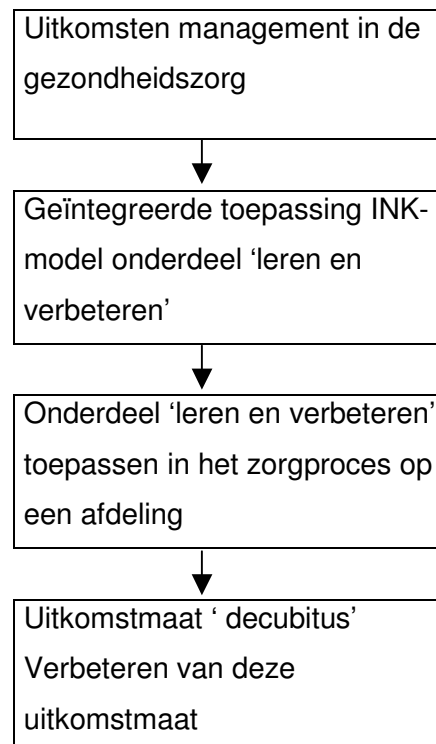 Uitkomsten management in de
gezondheidszorg
Geïntegreerde toepassing INK-
model onderdeel ‘leren en
verbeteren’
Onderdeel ‘leren en verbeteren’
toepassen in het zorgproces op
een afdeling
Uitkomstmaat ‘ decubitus’
Verbeteren van deze
uitkomstmaat